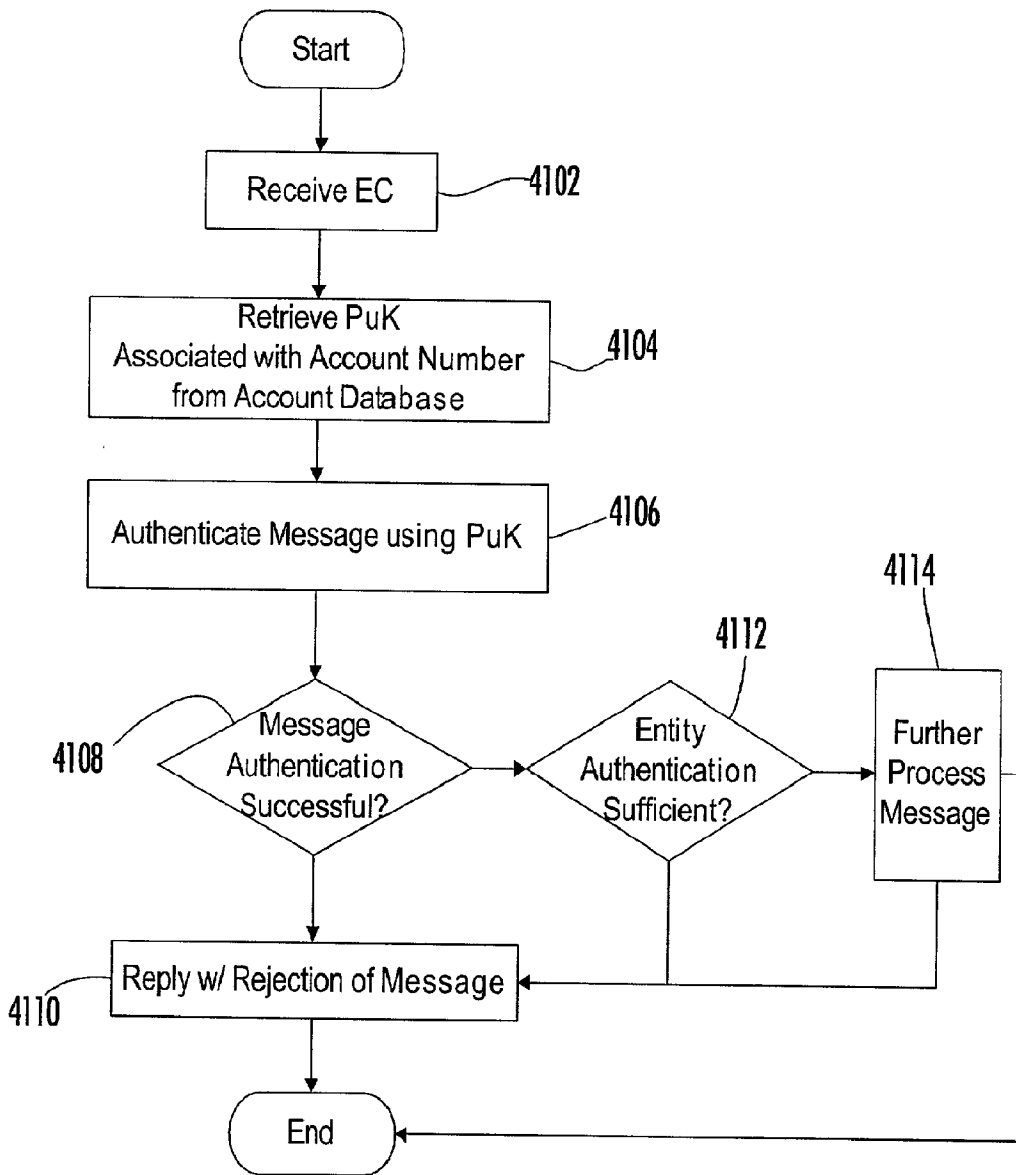 Start
Receive EC
4102
Retrieve PuK
Associated with Account Number
from Account Database
4104
Authenticate Message using PuK
4106
4114
4112
Message
Authentication
Successful?
4108
Entity
Authentication
Sufficient?
Further
Process
Message
Reply w/ Rejection of Message
4110
End